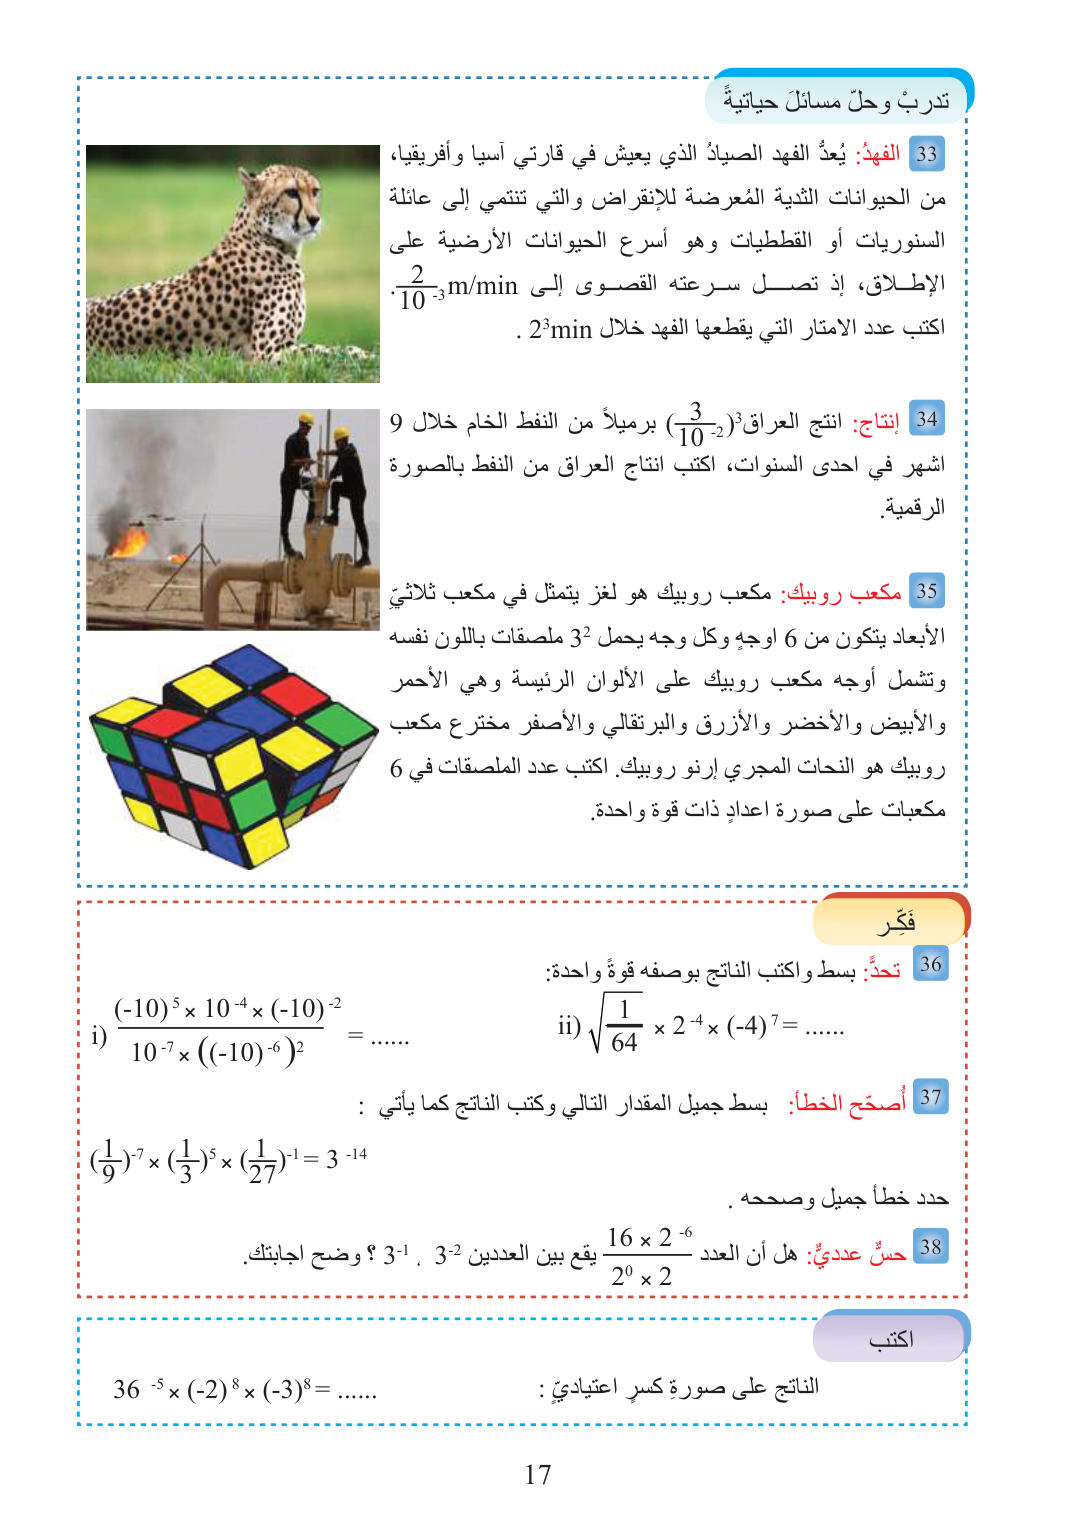 تدربْ وحلّ مسائلَ حياتيةً
33 الفهدُ: يُعدُّ الفهد الصيادُ الذي يعيش في قارتي آسيا وأفريقيا،
من الحيوانات الثدية المُعرضة للإنقراض والتي تنتمي إلى عائلة
السنوريات أو القططيات وهو أسرع الحيوانات الأرضية على
الإطــلاق، إذ تصـــــل ســرعته القصــوى إلــى 2/10⁻³ m/min.
اكتب عدد الامتار التي يقطعها الفهد خلال 2³min .
34 إنتاج: انتج العراق (3/10⁻²)³ برميلاً من النفط الخام خلال 9
اشهر في احدى السنوات، اكتب انتاج العراق من النفط بالصورة
الرقمية.
35 مكعب روبيك: مكعب روبيك هو لغز يتمثل في مكعب ثلاثيِّ
الأبعاد يتكون من 6 اوجهٍ وكل وجه يحمل 3² ملصقات باللون نفسه
وتشمل أوجه مكعب روبيك على الألوان الرئيسة وهي الأحمر
والأبيض والأخضر والأزرق والبرتقالي والأصفر مخترع مكعب
روبيك هو النحات المجري إرنو روبيك. اكتب عدد الملصقات في 6
مكعبات على صورة اعدادٍ ذات قوة واحدة.
فَكِّـر
36 تحدٍّ: بسط واكتب الناتج بوصفه قوةً واحدة:
i) ((-10)⁵ × 10⁻⁴ × (-10)⁻²) / (10⁻⁷ × ((-10)⁻⁶)²) = ......
ii) √(1/64) × 2⁻⁴ × (-4)⁷ = ......
37 أُصحّح الخطأ: بسط جميل المقدار التالي وكتب الناتج كما يأتي :
(1/9)⁻⁷ × (1/3)⁵ × (1/27)⁻¹ = 3⁻¹⁴
حدد خطأ جميل وصححه .
38 حسٌّ عدديٌّ: هل أن العدد (16 × 2⁻⁶)/(2⁰ × 2) يقع بين العددين 3⁻² , 3⁻¹ ؟ وضح اجابتك.
اكتب
الناتج على صورةِ كسرٍ اعتياديٍّ :
36⁻⁵ × (-2)⁸ × (-3)⁸ = ......
17